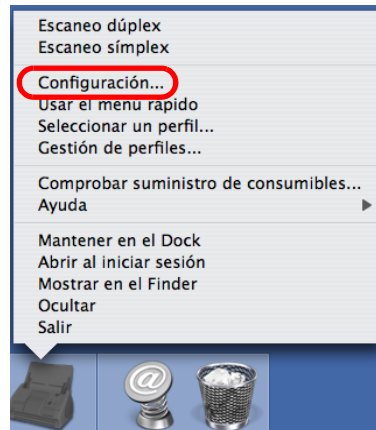 Escaneo dúplex
Escaneo símplex
Configuración...
Usar el menú rápido
Seleccionar un perfil...
Gestión de perfiles...
Comprobar suministro de consumibles...
Ayuda
Mantener en el Dock
Abrir al iniciar sesión
Mostrar en el Finder
Ocultar
Salir
@